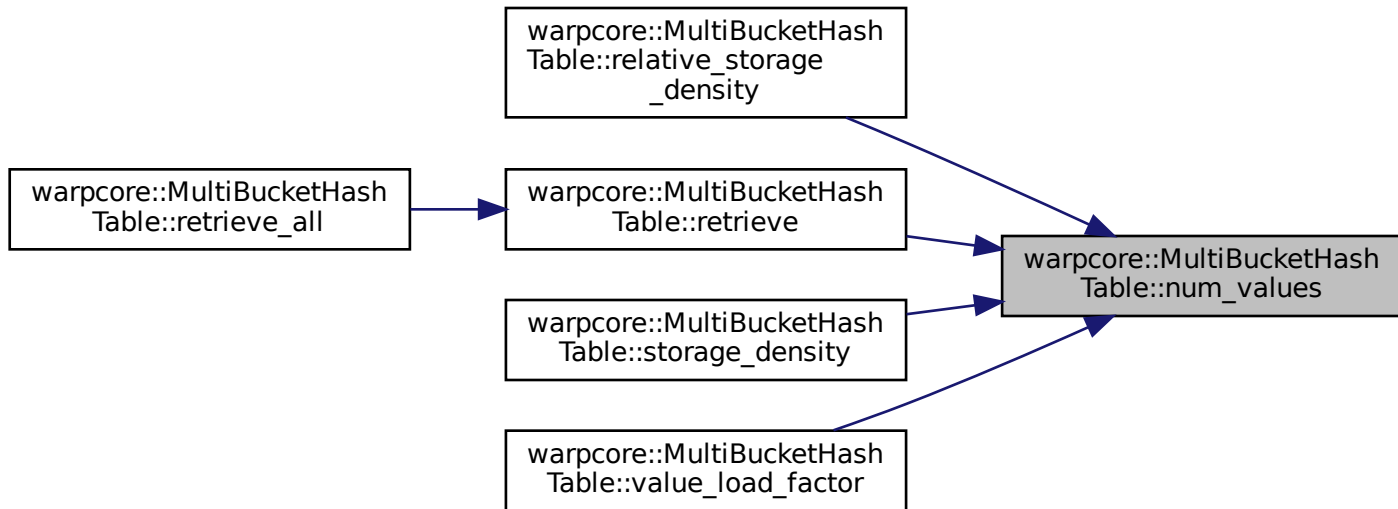 warpcore::MultiBucketHash
Table::relative_storage
_density
warpcore::MultiBucketHash
Table::retrieve_all
warpcore::MultiBucketHash
Table::retrieve
warpcore::MultiBucketHash
Table::num_values
warpcore::MultiBucketHash
Table::storage_density
warpcore::MultiBucketHash
Table::value_load_factor